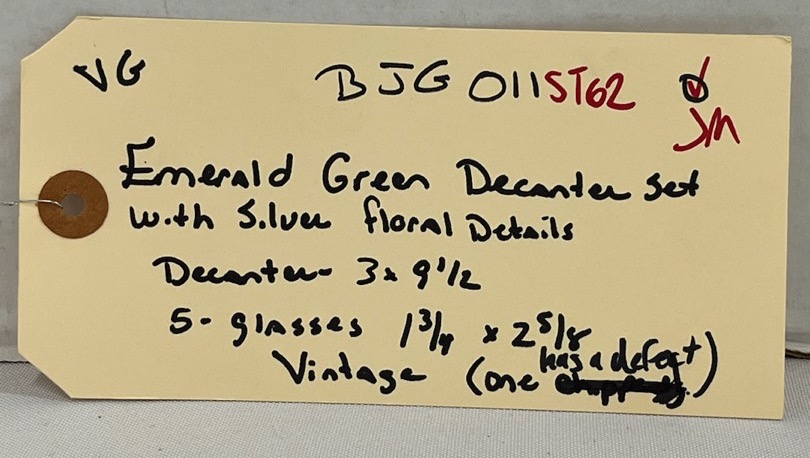 VG BJG 011ST62
JM
Emerald Green Decanter Set
with Silver floral Details
Decanter- 3x 9 1/2
5- glasses 1 3/4 x 2 5/8
Vintage (one has a defect)